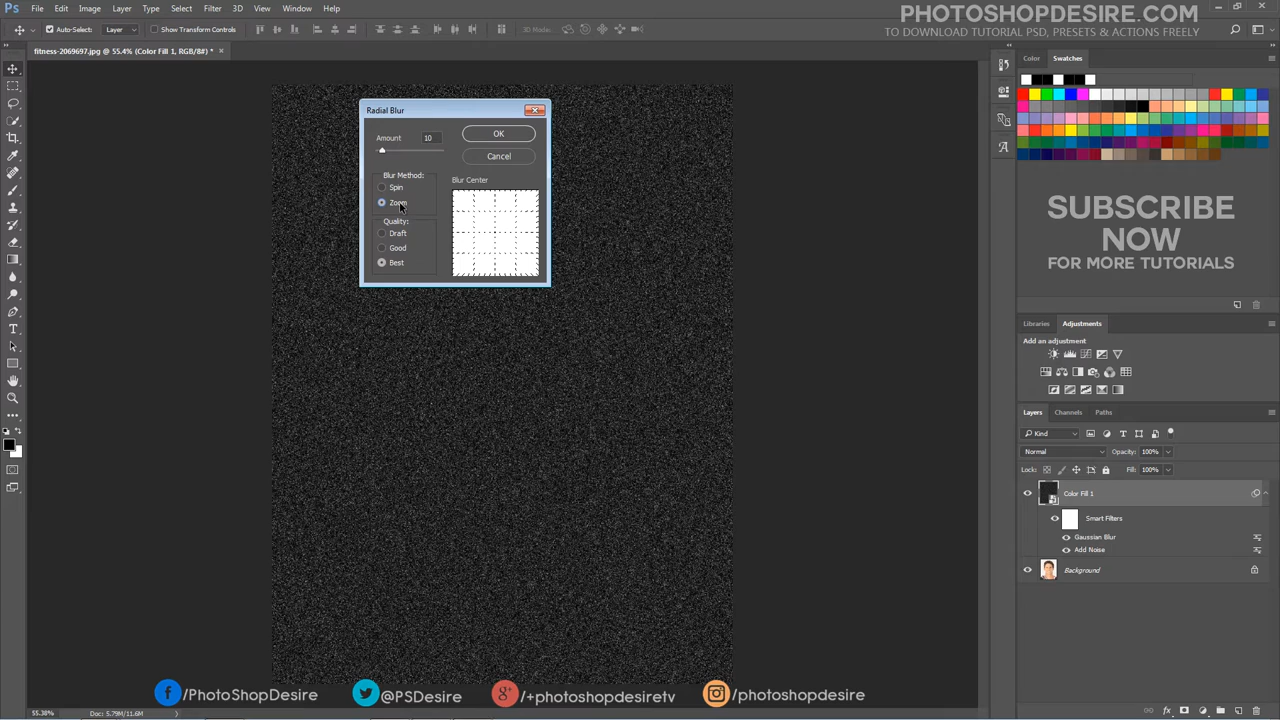 Ps File Edit Image Layer Type Select Filter 3D View Window Help
PHOTOSHOPDESIRE.COM
TO DOWNLOAD TUTORIAL PSD, PRESETS & ACTIONS FREELY
Auto-Select: Layer Show Transform Controls 3D Mode:
fitness-2069697.jpg @ 55.4% (Color Fill 1, RGB/8#) * ×
Color Swatches
Radial Blur
Amount 10
OK
Cancel
Blur Method:
Spin
Zoom
Blur Center
Quality:
Draft
Good
Best
SUBSCRIBE
NOW
FOR MORE TUTORIALS
Libraries Adjustments
Add an adjustment
Layers Channels Paths
Kind
Normal Opacity: 100%
Lock: Fill: 100%
Color Fill 1
Smart Filters
Gaussian Blur
Add Noise
Background
/PhotoShopDesire @PSDesire /+photoshopdesiretv /photoshopdesire
55.38% Doc: 5.79M/11.6M